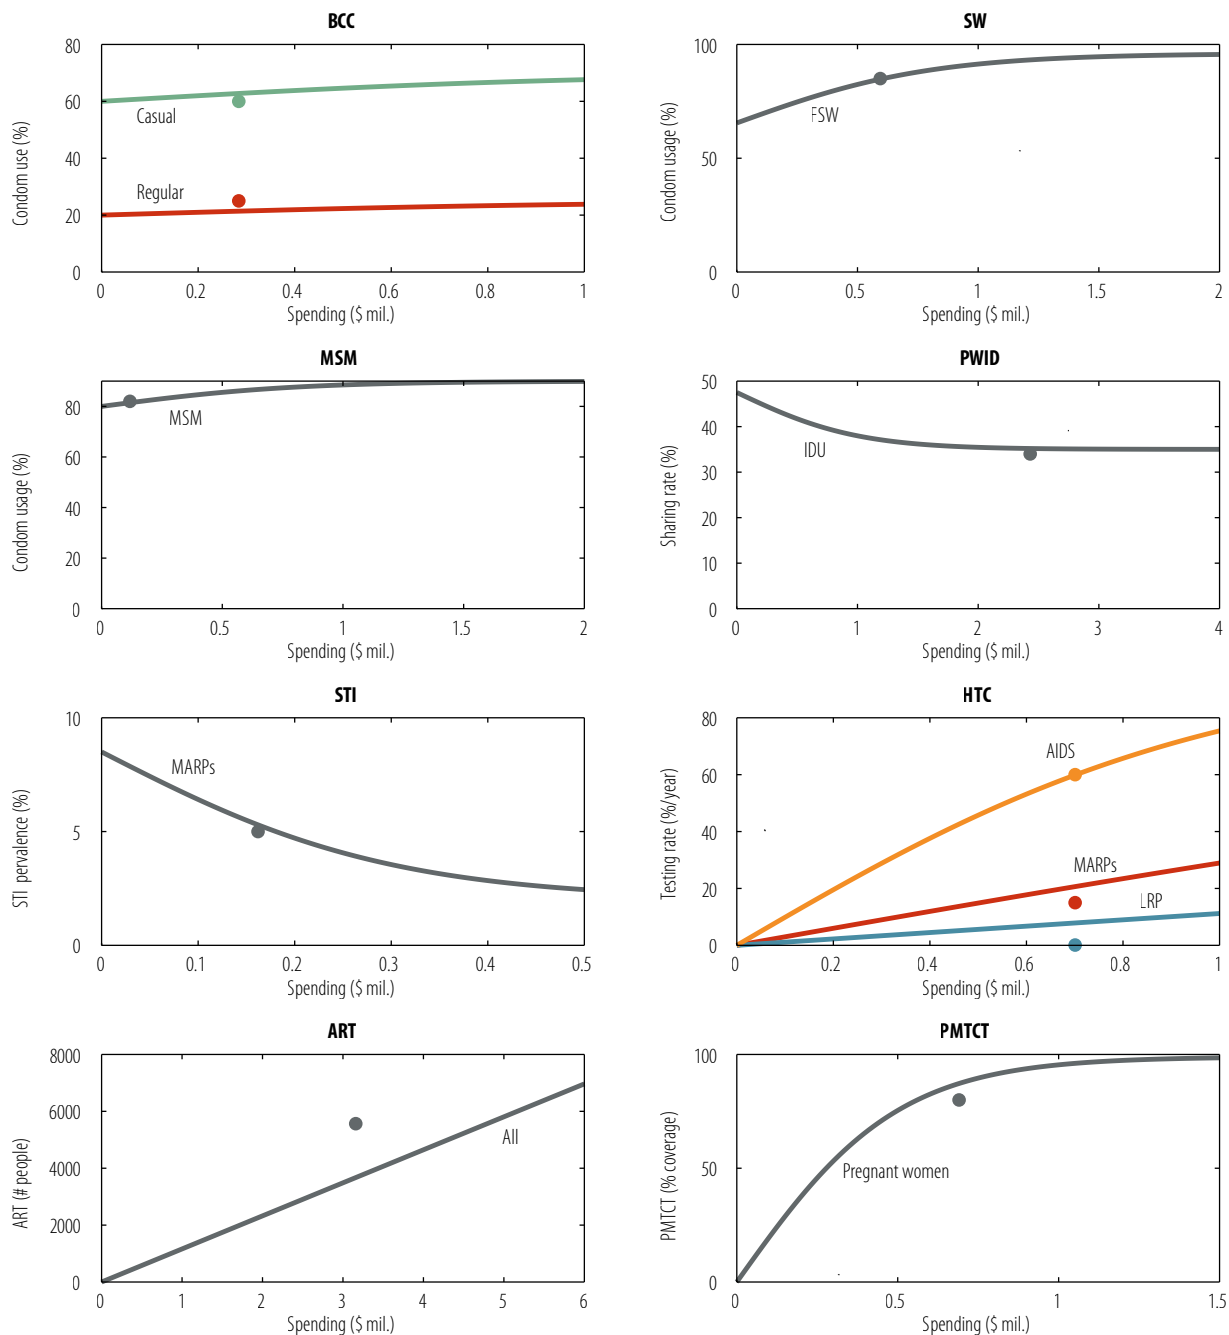 BCC
80
60
40
20
0
Condom use (%)
Casual
Regular
0 0.2 0.4 0.6 0.8 1
Spending ($ mil.)
SW
100
50
0
Condom usage (%)
FSW
0 0.5 1 1.5 2
Spending ($ mil.)
MSM
80
60
40
20
0
Condom usage (%)
MSM
0 0.5 1 1.5 2
Spending ($ mil.)
PWID
50
40
30
20
10
0
Sharing rate (%)
IDU
0 1 2 3 4
Spending ($ mil.)
STI
10
5
0
STI pervalence (%)
MARPs
0 0.1 0.2 0.3 0.4 0.5
Spending ($ mil.)
HTC
80
60
40
20
0
Testing rate (%/year)
AIDS
MARPs
LRP
0 0.2 0.4 0.6 0.8 1
Spending ($ mil.)
ART
8000
6000
4000
2000
0
ART (# people)
All
0 1 2 3 4 5 6
Spending ($ mil.)
PMTCT
100
50
0
PMTCT (% coverage)
Pregnant women
0 0.5 1 1.5
Spending ($ mil.)